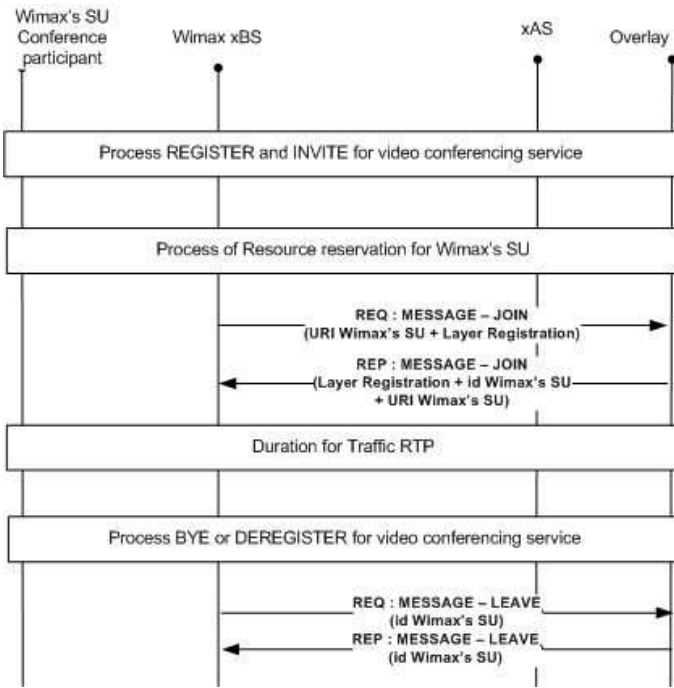 Wimax's SU
Conference
participant
Wimax xBS
xAS
Overlay
Process REGISTER and INVITE for video conferencing service
Process of Resource reservation for Wimax's SU
REQ : MESSAGE – JOIN
(URI Wimax's SU + Layer Registration)
REP : MESSAGE – JOIN
(Layer Registration + id Wimax's SU
+ URI Wimax's SU)
Duration for Traffic RTP
Process BYE or DEREGISTER for video conferencing service
REQ : MESSAGE – LEAVE
(id Wimax's SU)
REP : MESSAGE – LEAVE
(id Wimax's SU)